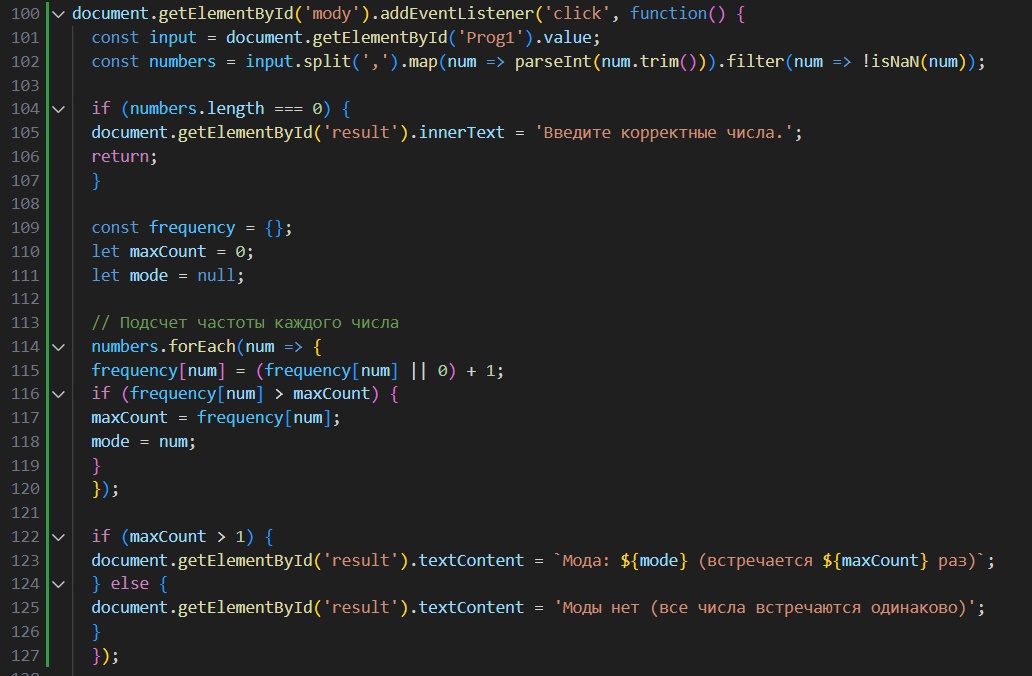 100 document.getElementById('mody').addEventListener('click', function() {
101 const input = document.getElementById('Prog1').value;
102 const numbers = input.split(',').map(num => parseInt(num.trim())).filter(num => !isNaN(num));
103
104 if (numbers.length === 0) {
105 document.getElementById('result').innerText = 'Введите корректные числа.';
106 return;
107 }
108
109 const frequency = {};
110 let maxCount = 0;
111 let mode = null;
112
113 // Подсчет частоты каждого числа
114 numbers.forEach(num => {
115 frequency[num] = (frequency[num] || 0) + 1;
116 if (frequency[num] > maxCount) {
117 maxCount = frequency[num];
118 mode = num;
119 }
120 });
121
122 if (maxCount > 1) {
123 document.getElementById('result').textContent = `Мода: ${mode} (встречается ${maxCount} раз)`;
124 } else {
125 document.getElementById('result').textContent = 'Моды нет (все числа встречаются одинаково)';
126 }
127 });